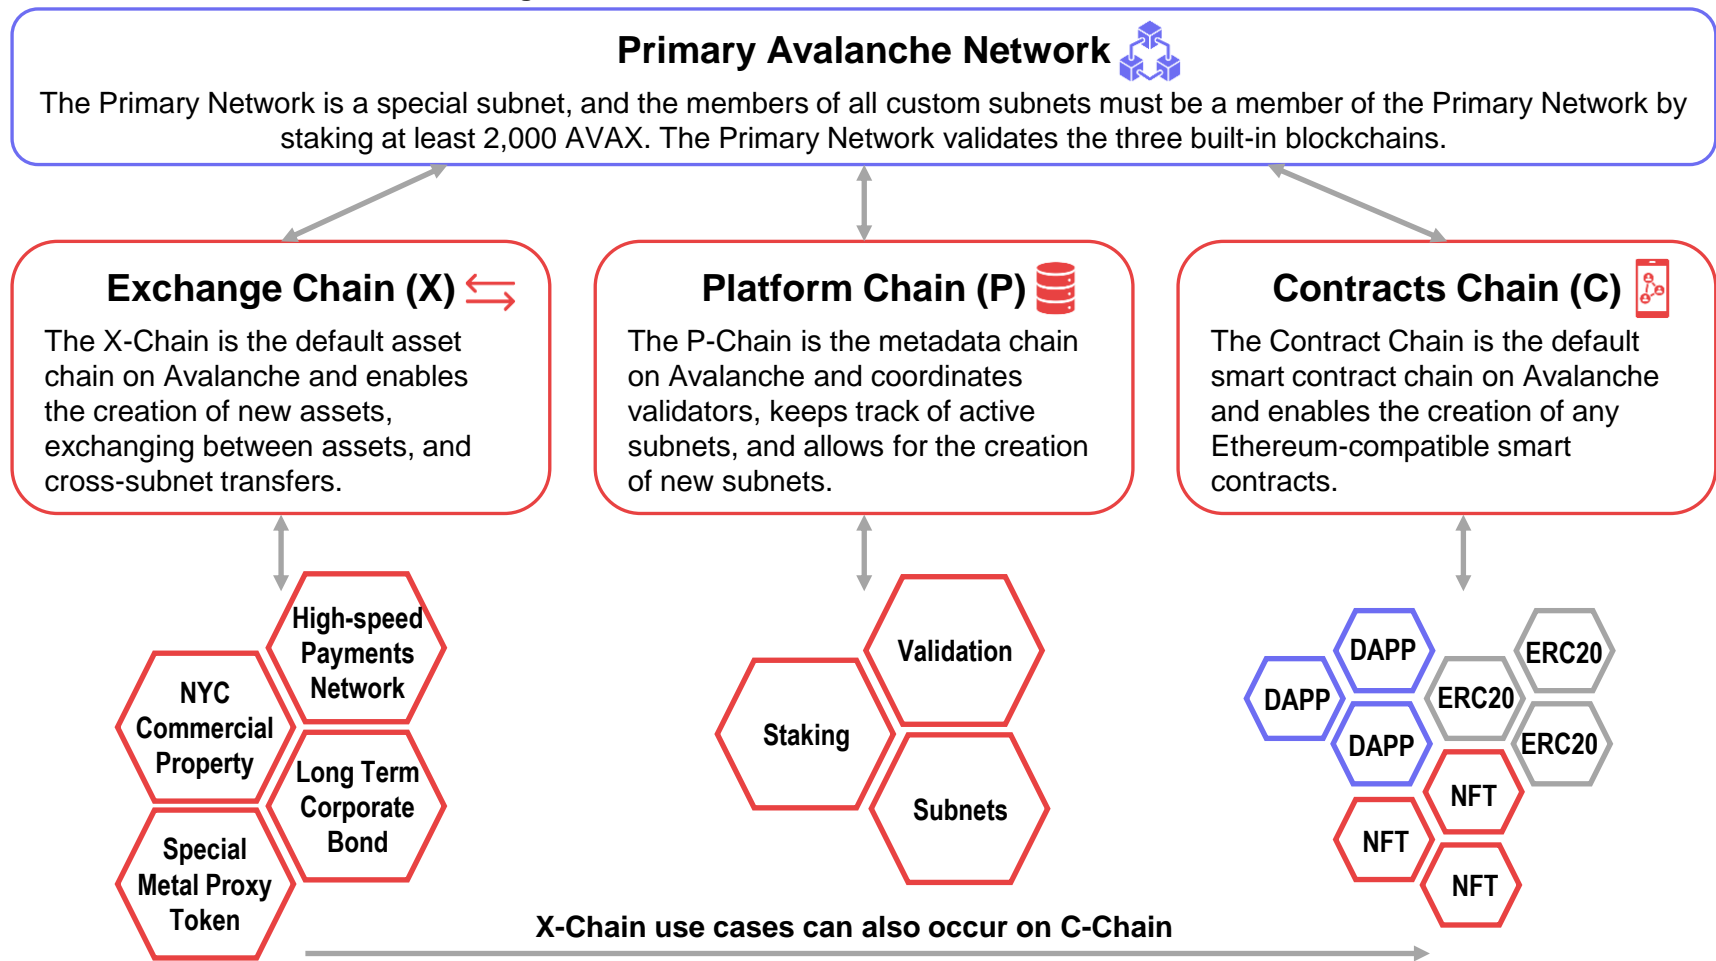 Primary Avalanche Network
The Primary Network is a special subnet, and the members of all custom subnets must be a member of the Primary Network by
staking at least 2,000 AVAX. The Primary Network validates the three built-in blockchains.
Exchange Chain (X)
The X-Chain is the default asset
chain on Avalanche and enables
the creation of new assets,
exchanging between assets, and
cross-subnet transfers.
Platform Chain (P)
The P-Chain is the metadata chain
on Avalanche and coordinates
validators, keeps track of active
subnets, and allows for the creation
of new subnets.
Contracts Chain (C)
The Contract Chain is the default
smart contract chain on Avalanche
and enables the creation of any
Ethereum-compatible smart
contracts.
High-speed
Payments
Network
NYC
Commercial
Property
Long Term
Corporate
Bond
Special
Metal Proxy
Token
Validation
Staking
Subnets
DAPP
DAPP
DAPP
ERC20
ERC20
ERC20
NFT
NFT
NFT
X-Chain use cases can also occur on C-Chain